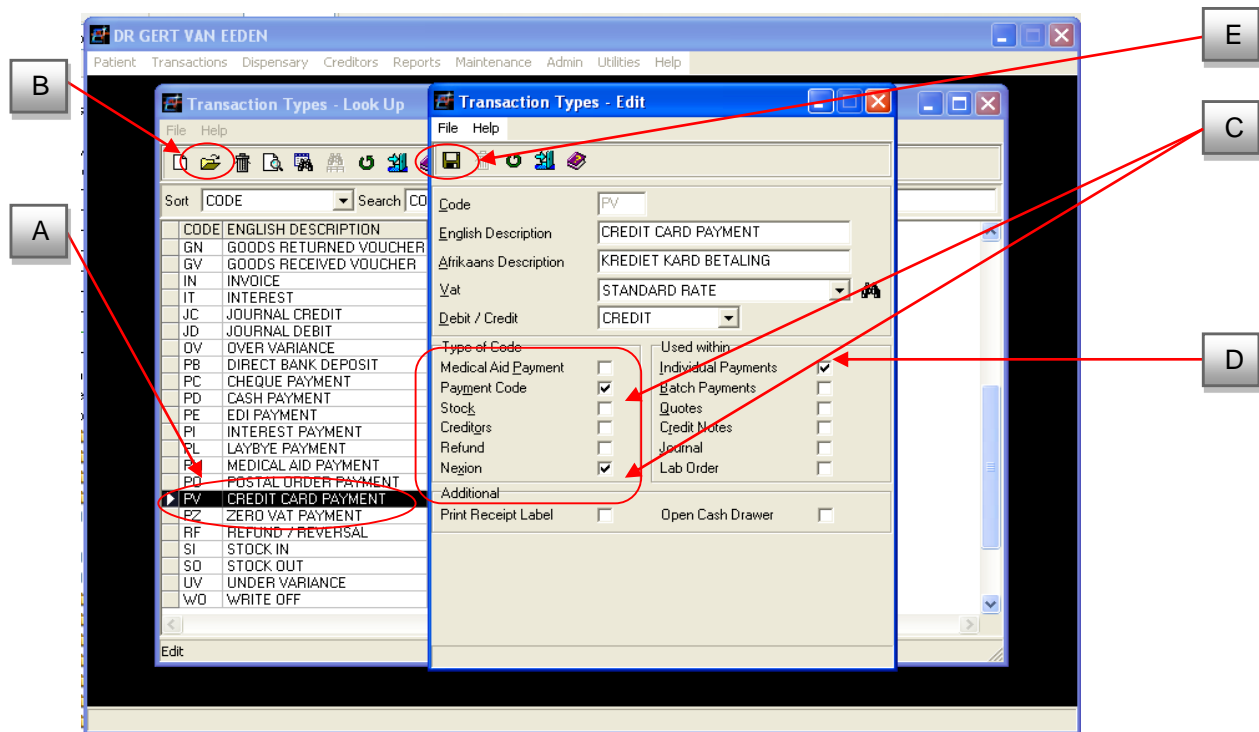 E
DR GERT VAN EEDEN
Patient Transactions Dispensary Creditors Reports Maintenance Admin Utilities Help
B
C
Transaction Types - Look Up
File Help
Sort CODE Search CO
A
CODE ENGLISH DESCRIPTION
GN GOODS RETURNED VOUCHER
GV GOODS RECEIVED VOUCHER
IN INVOICE
IT INTEREST
JC JOURNAL CREDIT
JD JOURNAL DEBIT
OV OVER VARIANCE
PB DIRECT BANK DEPOSIT
PC CHEQUE PAYMENT
PD CASH PAYMENT
PE EDI PAYMENT
PI INTEREST PAYMENT
PL LAYBYE PAYMENT
MEDICAL AID PAYMENT
PO POSTAL ORDER PAYMENT
PV CREDIT CARD PAYMENT
PZ ZERO VAT PAYMENT
RF REFUND / REVERSAL
SI STOCK IN
SO STOCK OUT
UV UNDER VARIANCE
WO WRITE OFF
Edit
Transaction Types - Edit
File Help
Code PV
English Description CREDIT CARD PAYMENT
Afrikaans Description KREDIET KARD BETALING
Vat STANDARD RATE
Debit / Credit CREDIT
Type of Code
Medical Aid Payment
Payment Code
Stock
Creditors
Refund
Nexion
Used within
Individual Payments
Batch Payments
Quotes
Credit Notes
Journal
Lab Order
Additional
Print Receipt Label Open Cash Drawer
D